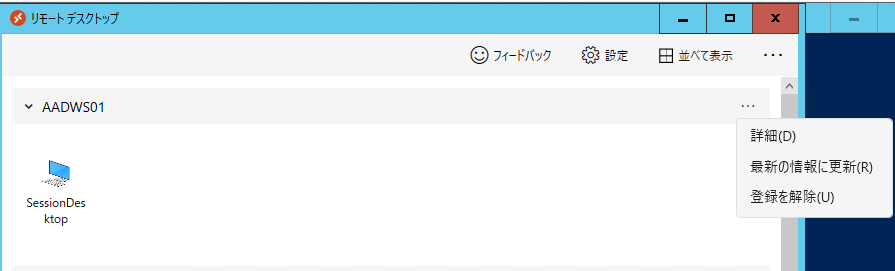 リモート デスクトップ
フィードバック 設定 並べて表示
AADWS01
詳細(D)
最新の情報に更新(R)
登録を解除(U)
SessionDes
ktop